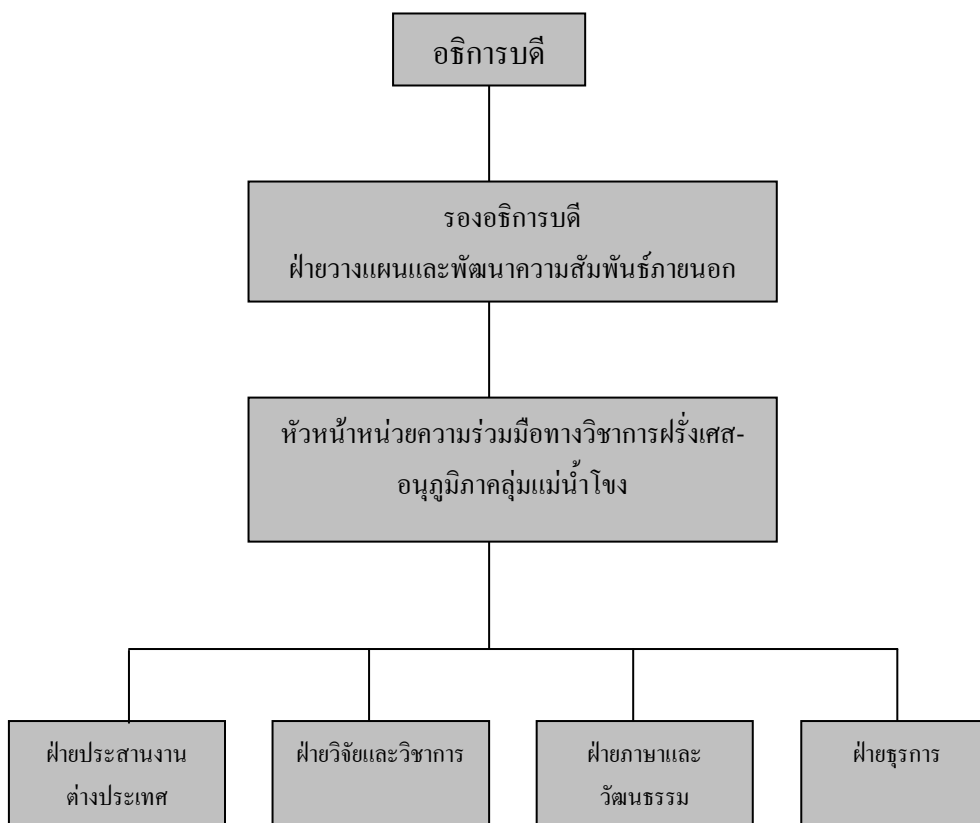 อธิการบดี
รองอธิการบดี
ฝ่ายวางแผนและพัฒนาความสัมพันธ์ภายนอก
หัวหน้าหน่วยความร่วมมือทางวิชาการฝรั่งเศส-
อนุภูมิภาคลุ่มแม่น้ำโขง
ฝ่ายประสานงาน
ต่างประเทศ
ฝ่ายวิจัยและวิชาการ
ฝ่ายภาษาและ
วัฒนธรรม
ฝ่ายธุรการ